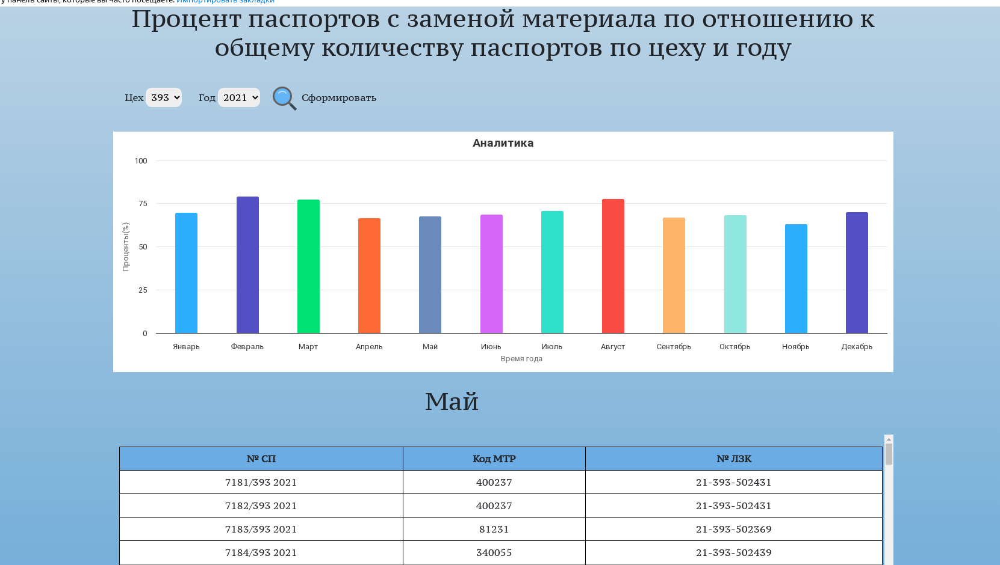 у панель сайты, которые вы часто посещаете. Импортировать закладки
Процент паспортов с заменой материала по отношению к
общему количеству паспортов по цеху и году
Цех 393 Год 2021 Сформировать
Аналитика
100
75
50
25
0
Проценты(%)
Январь Февраль Март Апрель Май Июнь Июль Август Сентябрь Октябрь Ноябрь Декабрь
Время года
Май
№ СП Код МТР № ЛЗК
7181/393 2021 400237 21-393-502431
7182/393 2021 400237 21-393-502431
7183/393 2021 81231 21-393-502369
7184/393 2021 340055 21-393-502439